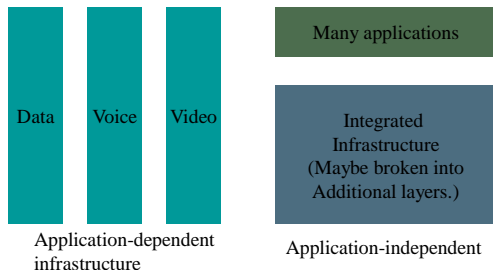 Data
Voice
Video
Application-dependent
infrastructure
Many applications
Integrated
Infrastructure
(Maybe broken into
Additional layers.)
Application-independent